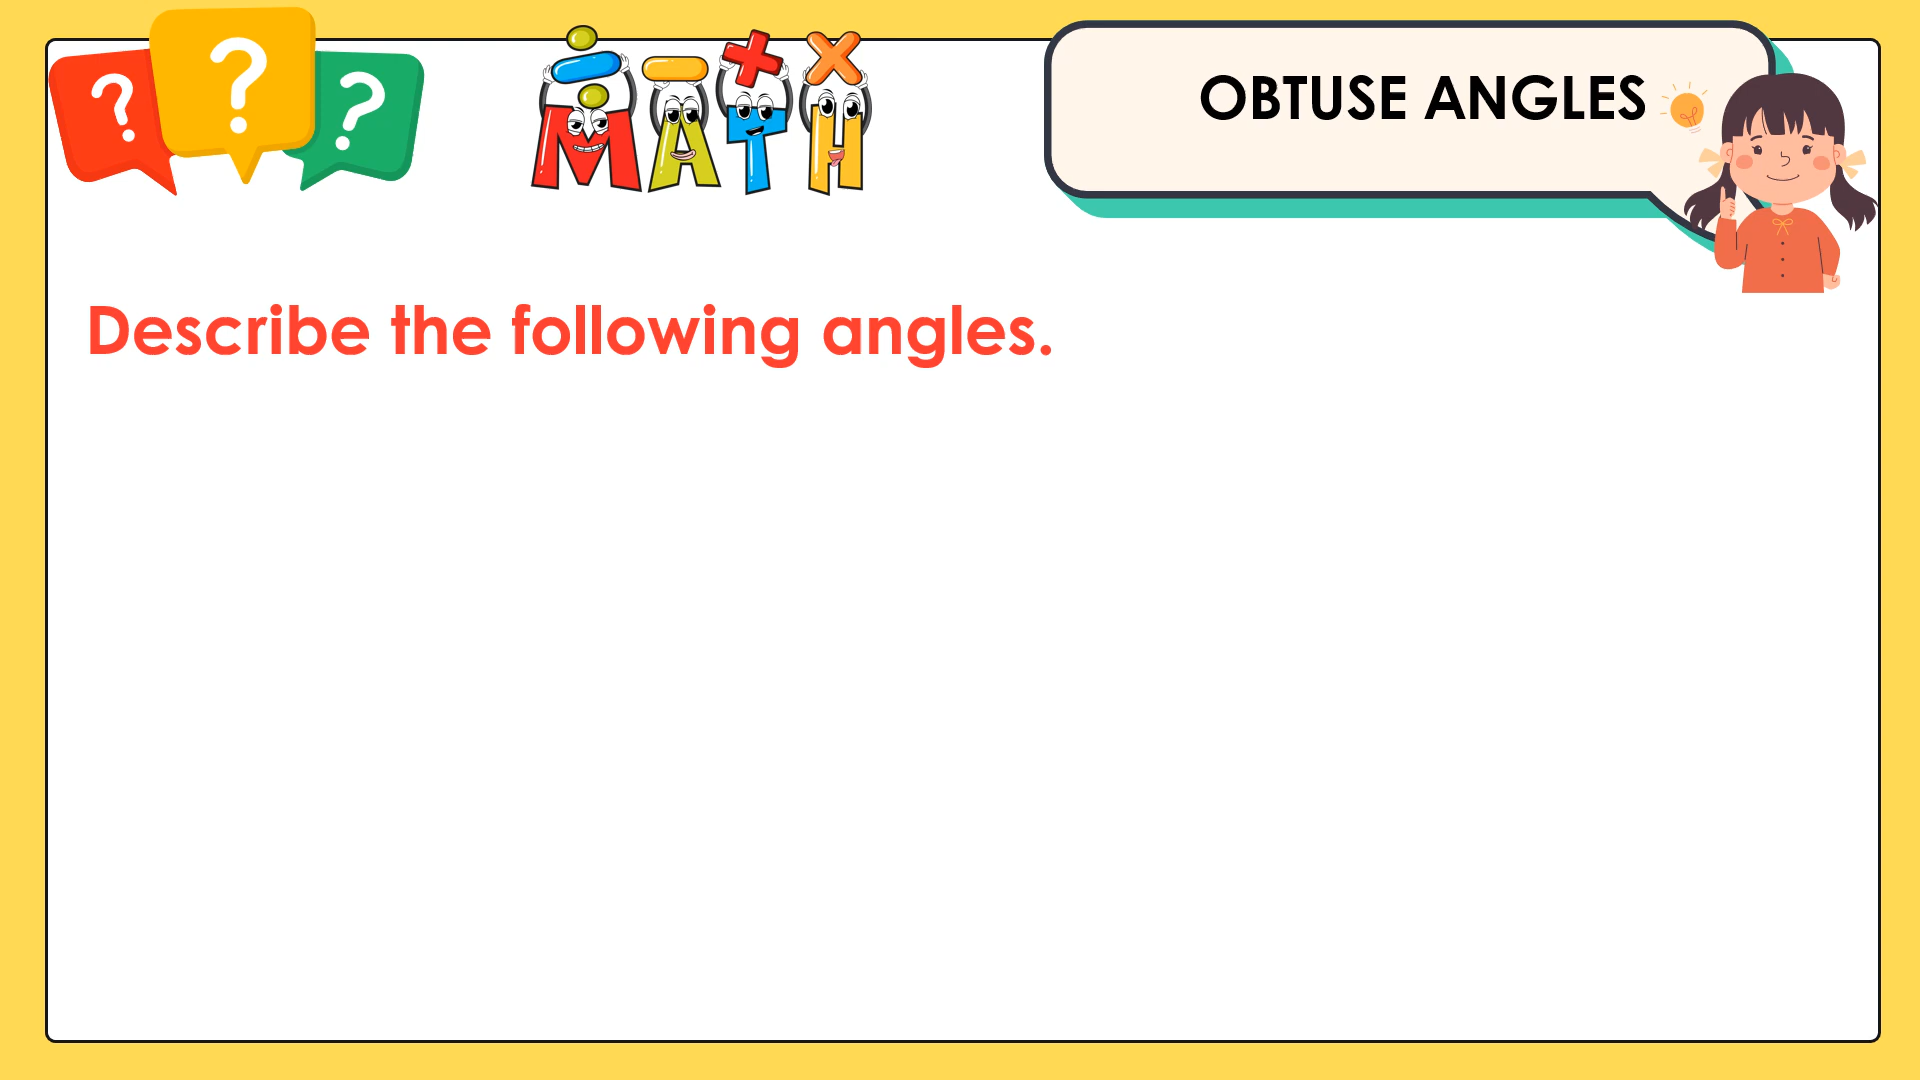 ? ? ?
MATH
OBTUSE ANGLES
Describe the following angles.